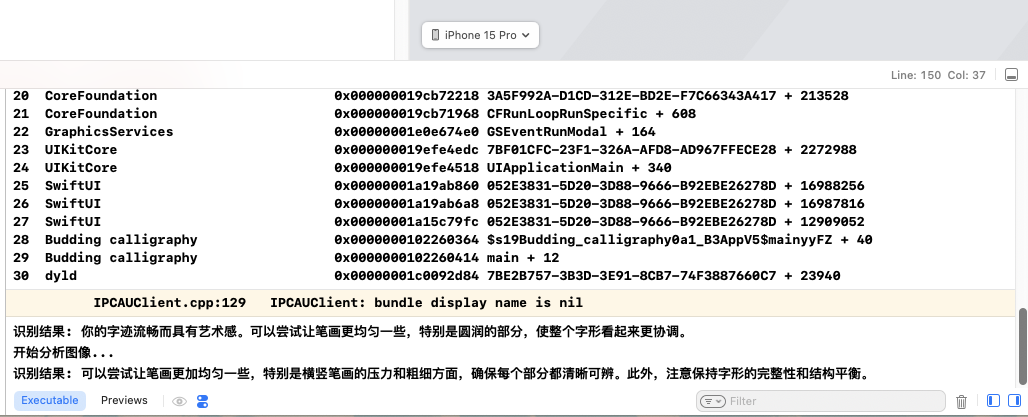 iPhone 15 Pro
Line: 150 Col: 37
20 CoreFoundation 0x000000019cb72218 3A5F992A-D1CD-312E-BD2E-F7C66343A417 + 213528
21 CoreFoundation 0x000000019cb71968 CFRunLoopRunSpecific + 608
22 GraphicsServices 0x00000001e0e674e0 GSEventRunModal + 164
23 UIKitCore 0x000000019efe4edc 7BF01CFC-23F1-326A-AFD8-AD967FFECE28 + 2272988
24 UIKitCore 0x000000019efe4518 UIApplicationMain + 340
25 SwiftUI 0x00000001a19ab860 052E3831-5D20-3D88-9666-B92EBE26278D + 16988256
26 SwiftUI 0x00000001a19ab6a8 052E3831-5D20-3D88-9666-B92EBE26278D + 16987816
27 SwiftUI 0x00000001a15c79fc 052E3831-5D20-3D88-9666-B92EBE26278D + 12909052
28 Budding calligraphy 0x0000000102260364 $s19Budding_calligraphy0a1_B3AppV5$mainyyFZ + 40
29 Budding calligraphy 0x0000000102260414 main + 12
30 dyld 0x00000001c0092d84 7BE2B757-3B3D-3E91-8CB7-74F3887660C7 + 23940
IPCAUClient.cpp:129 IPCAUClient: bundle display name is nil
识别结果: 你的字迹流畅而具有艺术感。可以尝试让笔画更均匀一些，特别是圆润的部分，使整个字形看起来更协调。
开始分析图像...
识别结果: 可以尝试让笔画更加均匀一些，特别是横竖笔画的压力和粗细方面，确保每个部分都清晰可辨。此外，注意保持字形的完整性和结构平衡。
Executable Previews Filter